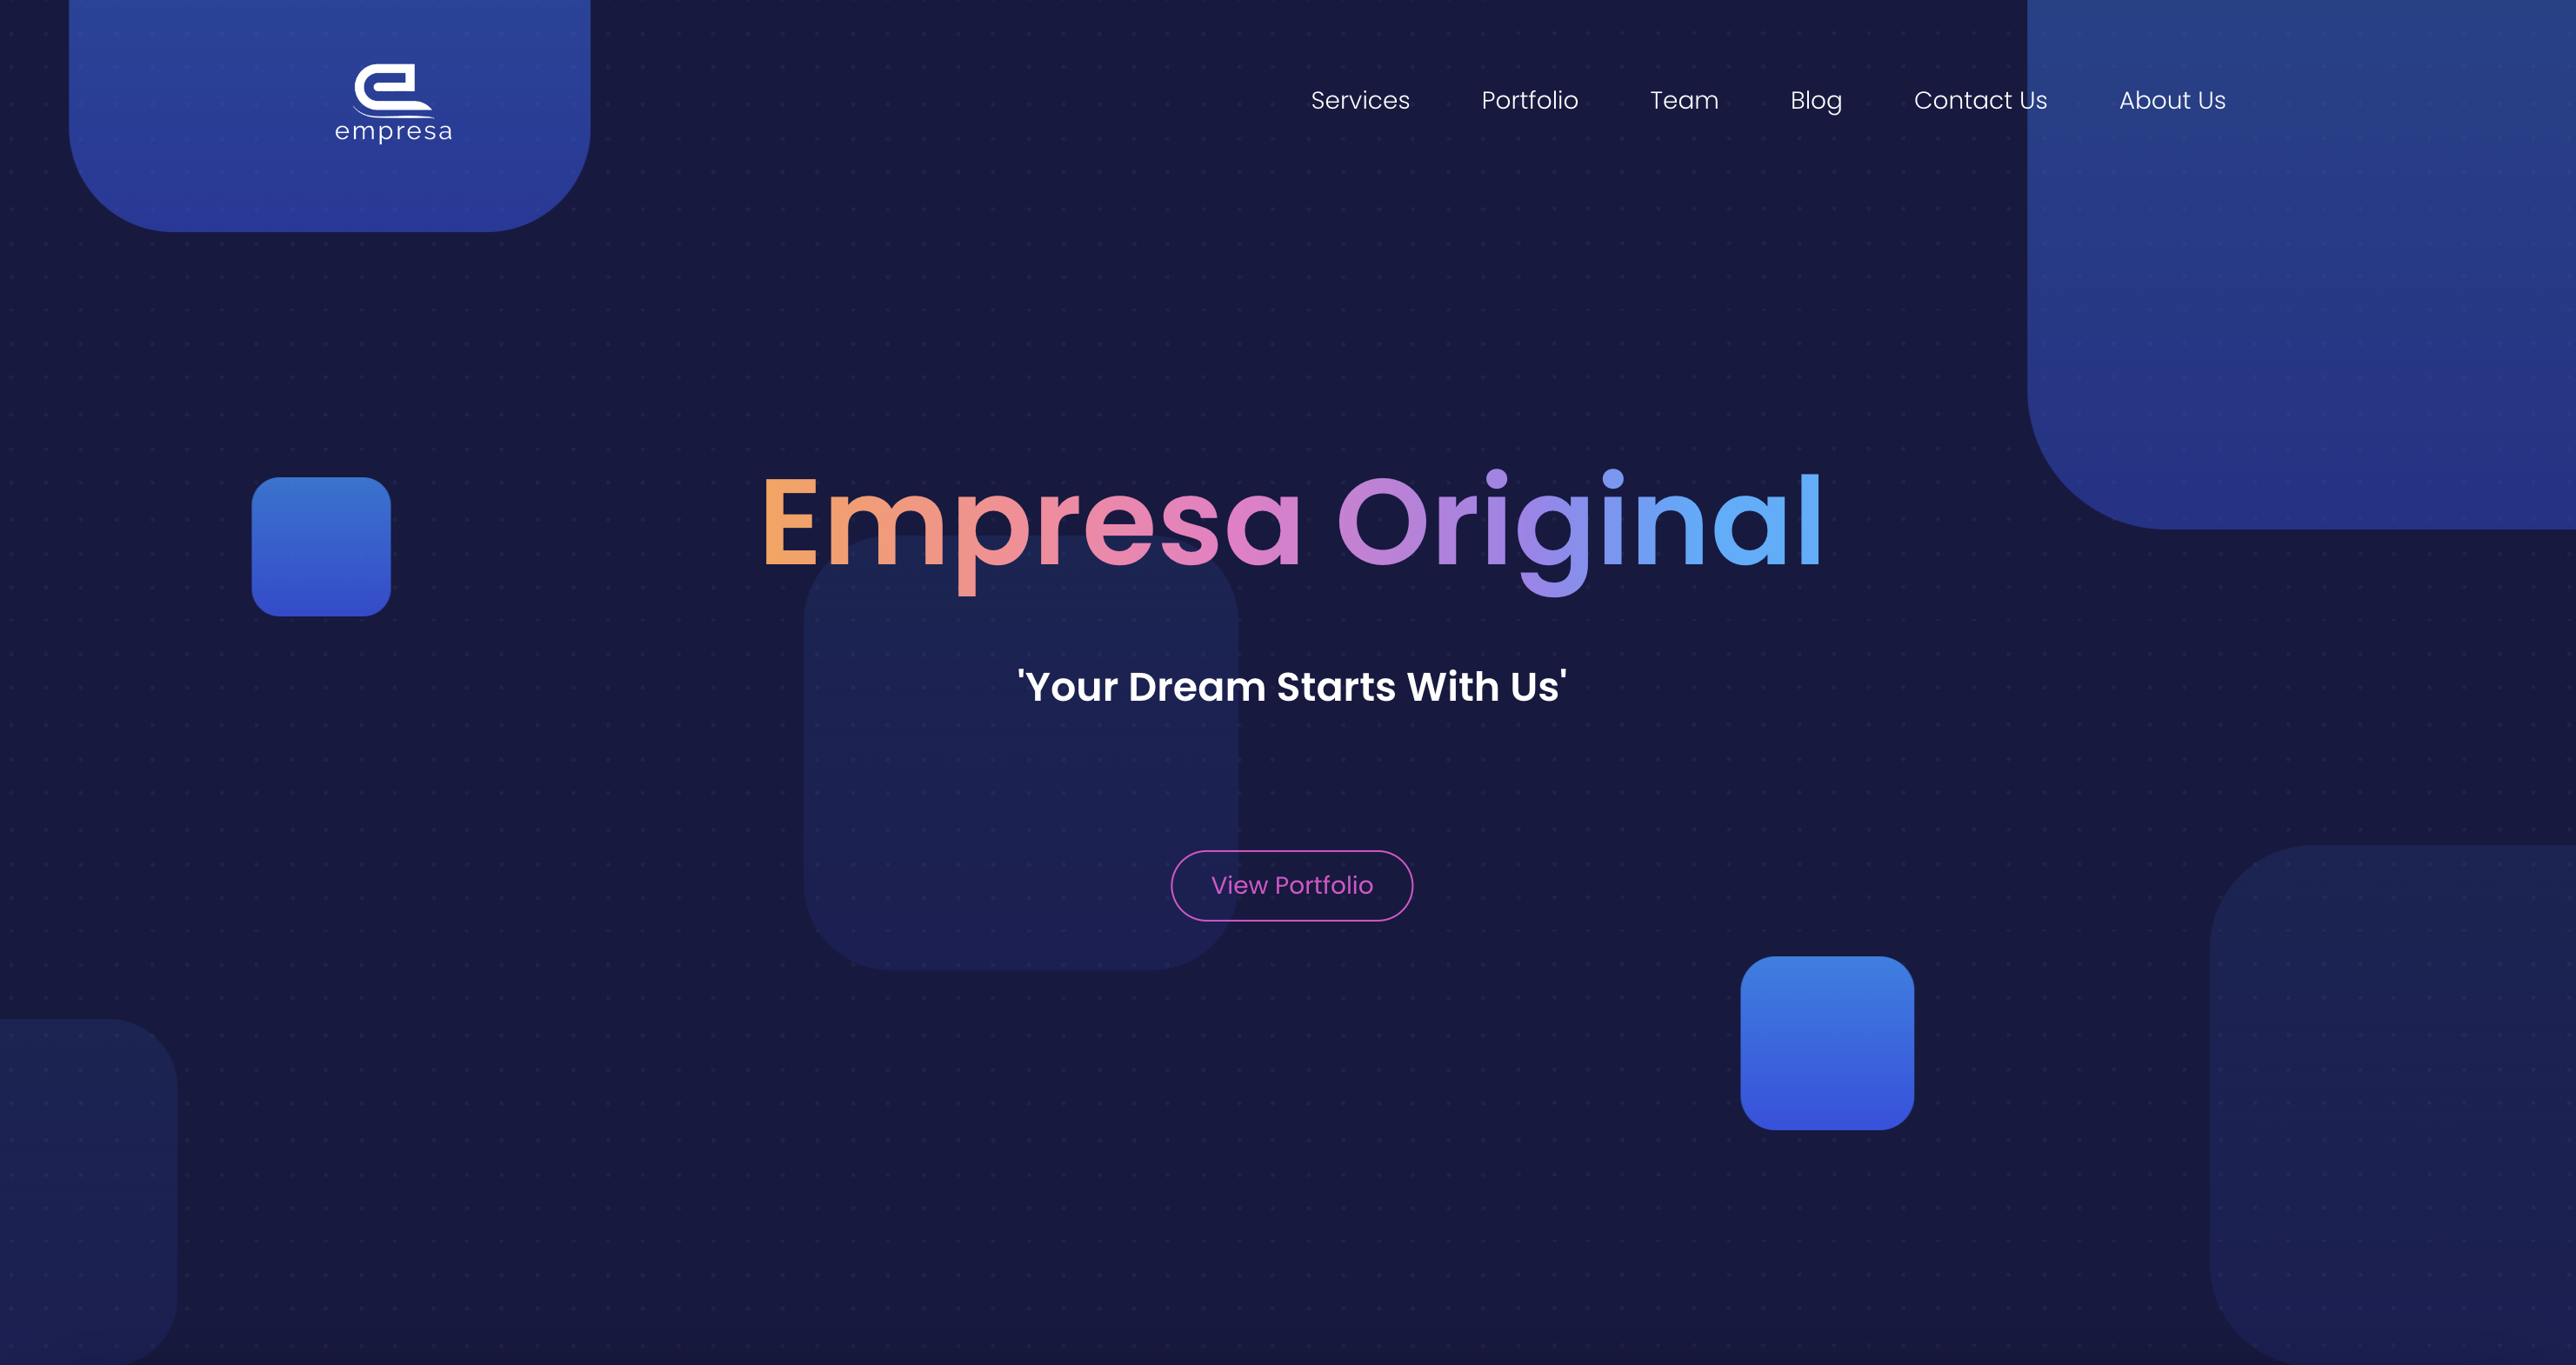 empresa
Services Portfolio Team Blog Contact Us About Us
Empresa Original
'Your Dream Starts With Us'
View Portfolio